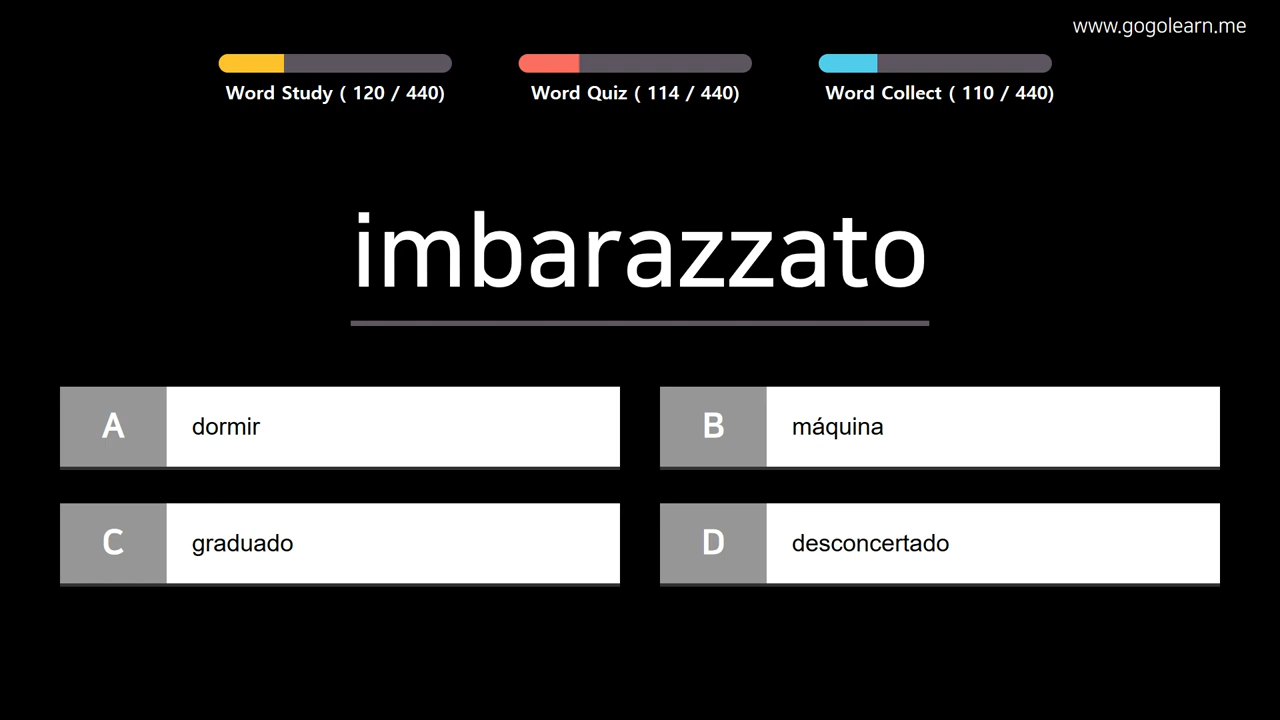 www.gogolearn.me
Word Study ( 120 / 440)
Word Quiz ( 114 / 440)
Word Collect ( 110 / 440)
imbarazzato
A dormir
B máquina
C graduado
D desconcertado